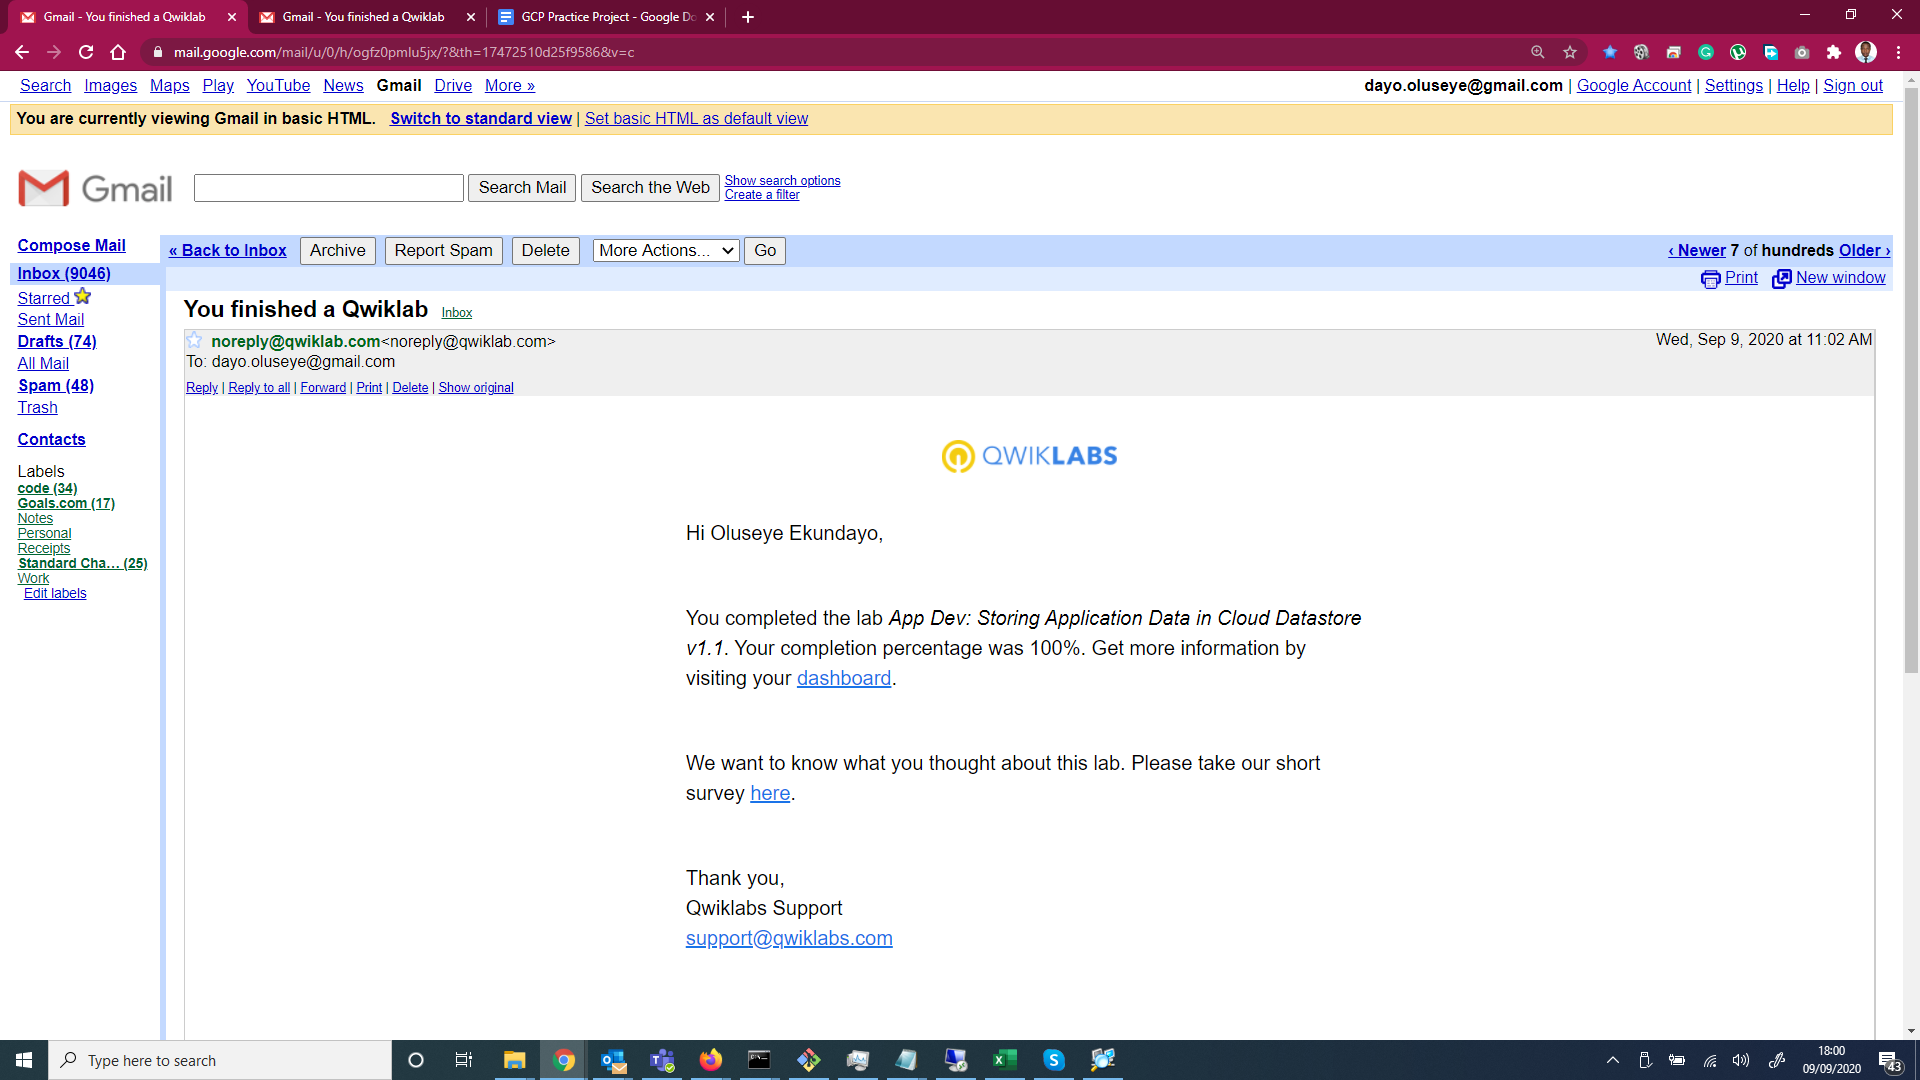 Gmail - You finished a Qwiklab
Gmail - You finished a Qwiklab
GCP Practice Project - Google Do
mail.google.com/mail/u/0/h/ogfz0pmlu5jx/?&th=17472510d25f9586&v=c
Search Images Maps Play YouTube News Gmail Drive More »
dayo.oluseye@gmail.com | Google Account | Settings | Help | Sign out
You are currently viewing Gmail in basic HTML. Switch to standard view | Set basic HTML as default view
Gmail
Search Mail
Search the Web
Show search options
Create a filter
Compose Mail
Inbox (9046)
Starred
Sent Mail
Drafts (74)
All Mail
Spam (48)
Trash
Contacts
Labels
code (34)
Goals.com (17)
Notes
Personal
Receipts
Standard Cha... (25)
Work
Edit labels
« Back to Inbox Archive Report Spam Delete More Actions... Go
‹ Newer 7 of hundreds Older ›
Print New window
You finished a Qwiklab Inbox
noreply@qwiklab.com<noreply@qwiklab.com>
Wed, Sep 9, 2020 at 11:02 AM
To: dayo.oluseye@gmail.com
Reply | Reply to all | Forward | Print | Delete | Show original
QWIKLABS
Hi Oluseye Ekundayo,
You completed the lab App Dev: Storing Application Data in Cloud Datastore
v1.1. Your completion percentage was 100%. Get more information by
visiting your dashboard.
We want to know what you thought about this lab. Please take our short
survey here.
Thank you,
Qwiklabs Support
support@qwiklabs.com
Type here to search
18:00
09/09/2020
43